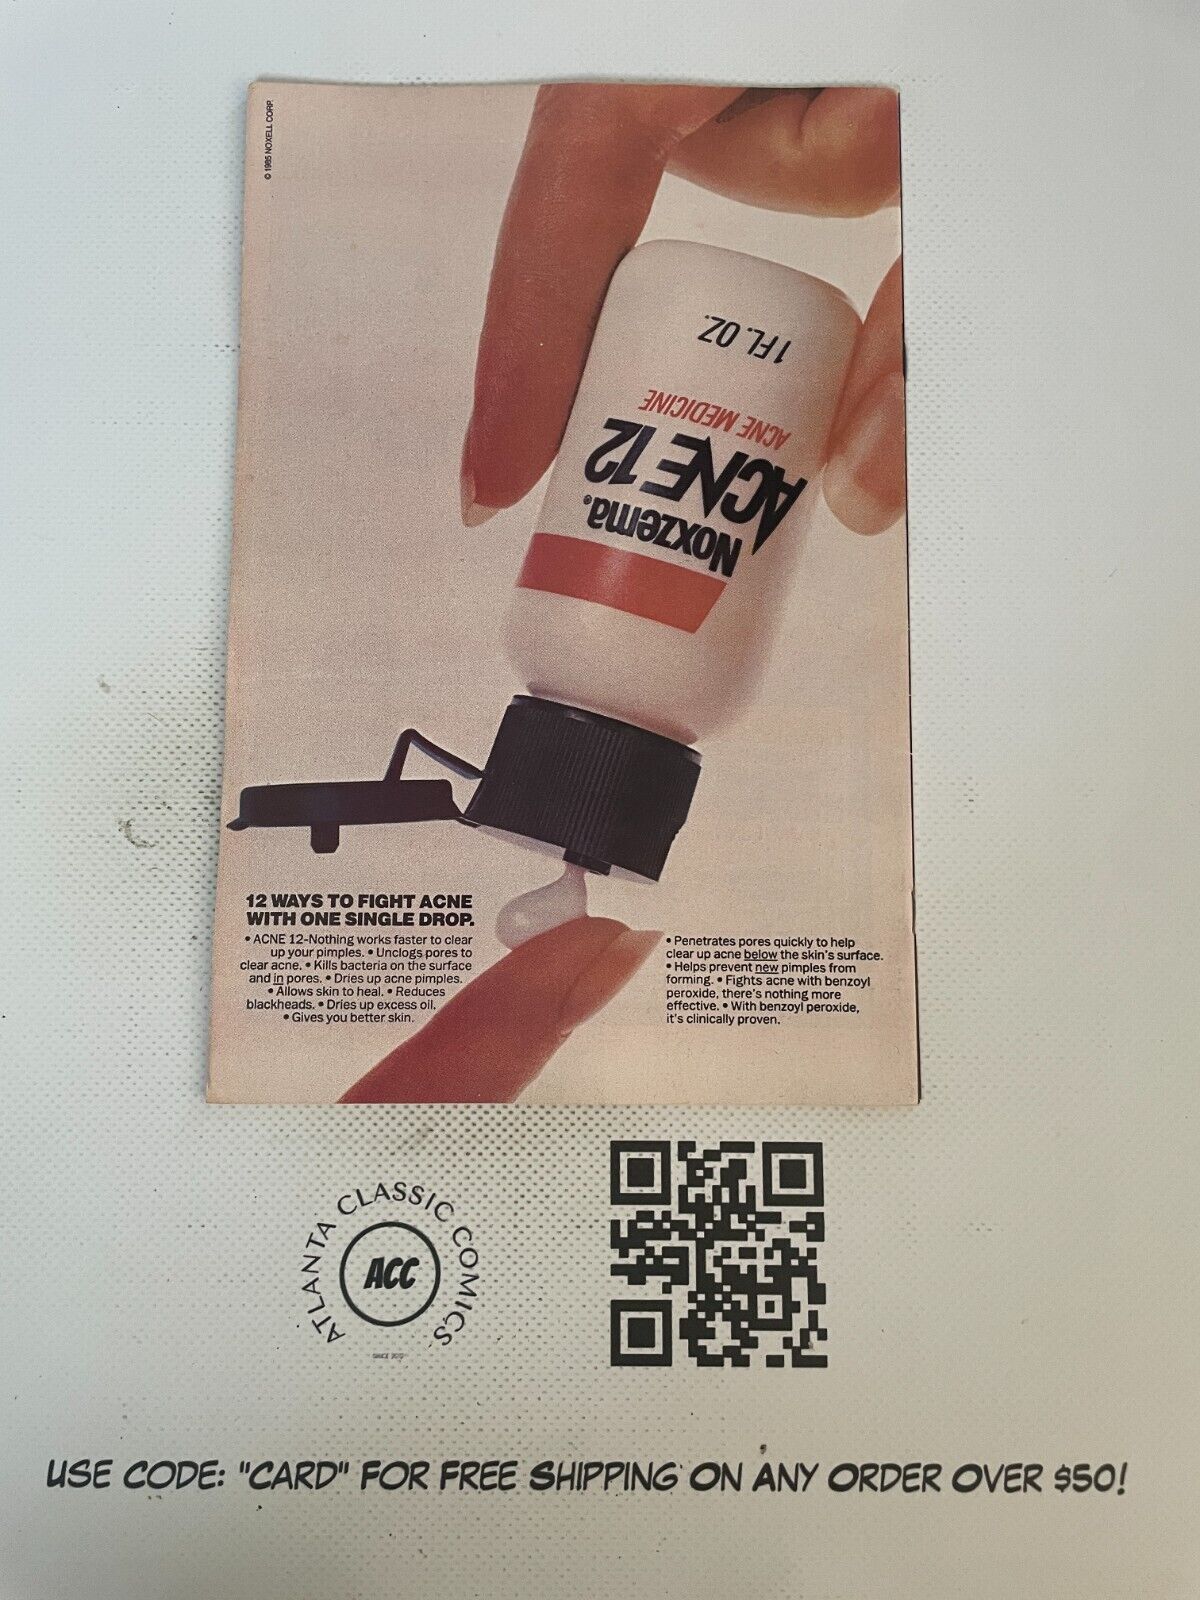 © 1985 NOXELL CORP.
1 FL. OZ.
ACNE MEDICINE
ACNE 12
Noxzema®
12 WAYS TO FIGHT ACNE
WITH ONE SINGLE DROP.
• ACNE 12-Nothing works faster to clear
up your pimples. • Unclogs pores to
clear acne. • Kills bacteria on the surface
and in pores. • Dries up acne pimples.
• Allows skin to heal. • Reduces
blackheads. • Dries up excess oil.
• Gives you better skin.
• Penetrates pores quickly to help
clear up acne below the skin's surface.
• Helps prevent new pimples from
forming. • Fights acne with benzoyl
peroxide, there's nothing more
effective. • With benzoyl peroxide,
it's clinically proven.
ATLANTA CLASSIC COMICS
ACC
USE CODE: "CARD" FOR FREE SHIPPING ON ANY ORDER OVER $50!